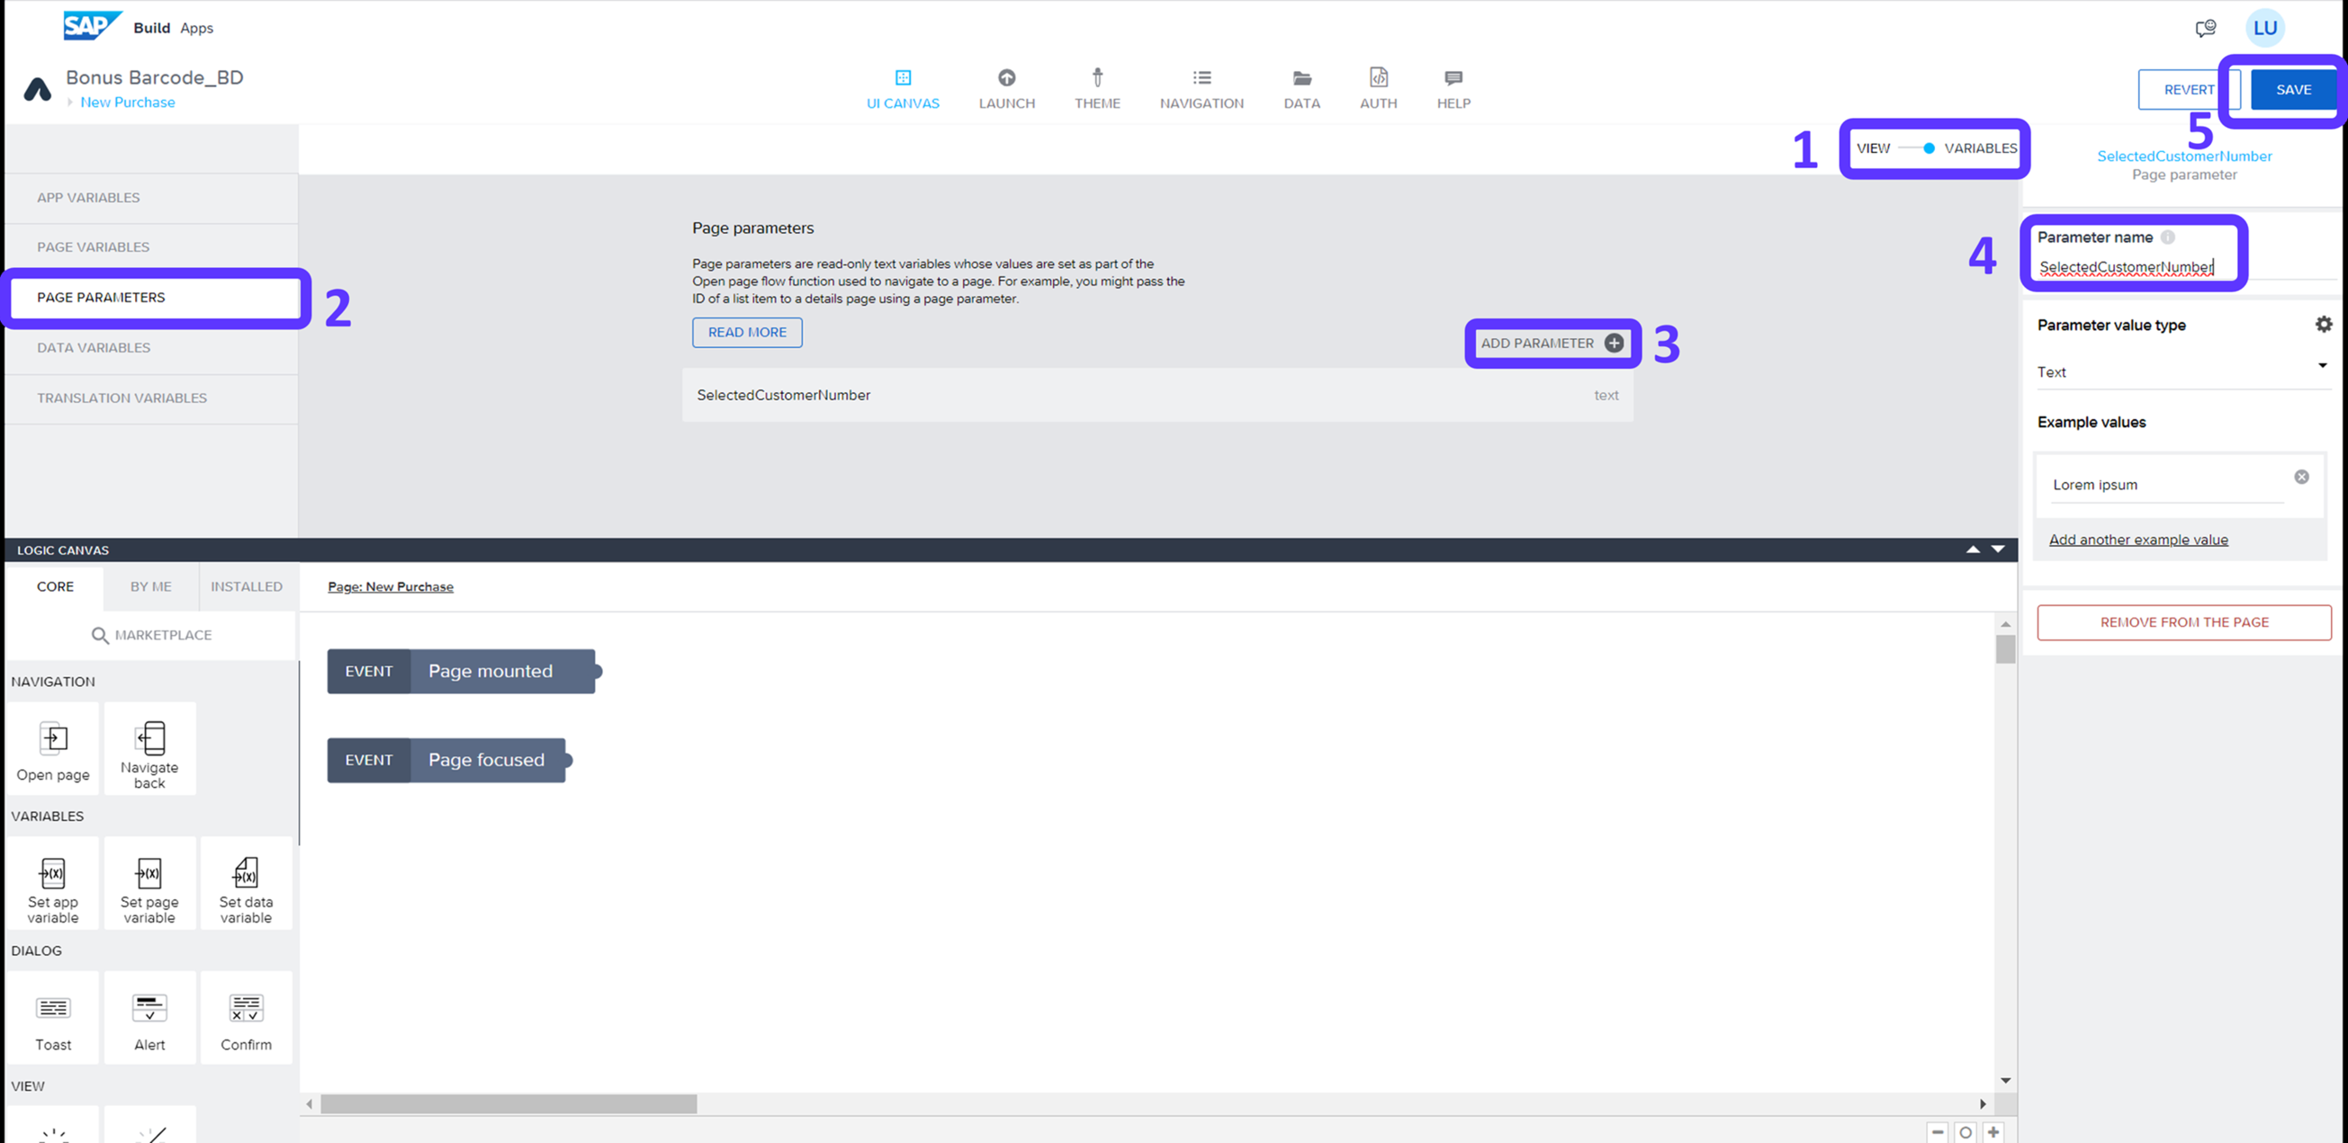 SAP Build Apps
LU
Bonus Barcode_BD
New Purchase
UI CANVAS
LAUNCH
THEME
NAVIGATION
DATA
AUTH
HELP
REVERT
SAVE
5
1
VIEW
VARIABLES
SelectedCustomerNumber
Page parameter
APP VARIABLES
PAGE VARIABLES
PAGE PARAMETERS
2
DATA VARIABLES
TRANSLATION VARIABLES
Page parameters
Page parameters are read-only text variables whose values are set as part of the
Open page flow function used to navigate to a page. For example, you might pass the
ID of a list item to a details page using a page parameter.
READ MORE
ADD PARAMETER
3
SelectedCustomerNumber
text
4
Parameter name
SelectedCustomerNumber
Parameter value type
Text
Example values
Lorem ipsum
Add another example value
REMOVE FROM THE PAGE
LOGIC CANVAS
CORE
BY ME
INSTALLED
MARKETPLACE
Page: New Purchase
NAVIGATION
Open page
Navigate
back
VARIABLES
Set app
variable
Set page
variable
Set data
variable
DIALOG
Toast
Alert
Confirm
VIEW
EVENT Page mounted
EVENT Page focused